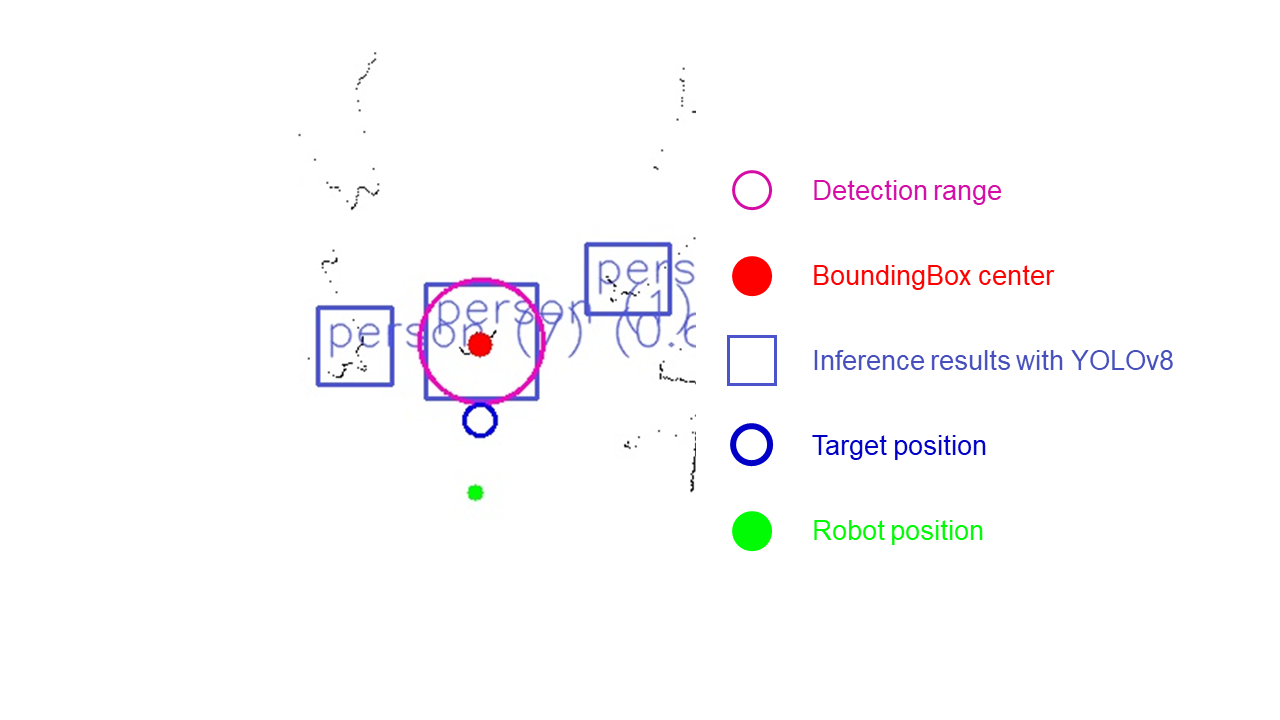 pers
person (1)
person (7) (0.6
Detection range
BoundingBox center
Inference results with YOLOv8
Target position
Robot position